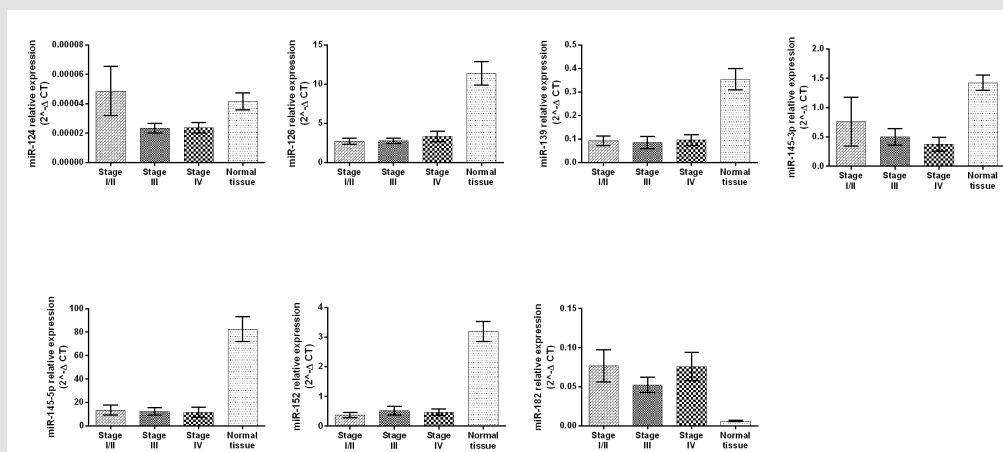 miR-124 relative expression
(2^-Δ CT)
0.00008
0.00006
0.00004
0.00002
0.00000
Stage I/II
Stage III
Stage IV
Normal tissue
miR-126 relative expression
(2^-Δ CT)
15
10
5
0
Stage I/II
Stage III
Stage IV
Normal tissue
miR-139 relative expression
(2^-Δ CT)
0.5
0.4
0.3
0.2
0.1
0.0
Stage I/II
Stage III
Stage IV
Normal tissue
miR-145-3p relative expression
(2^-Δ CT)
2.0
1.5
1.0
0.5
0.0
Stage I/II
Stage III
Stage IV
Normal tissue
miR-145-5p relative expression
(2^-Δ CT)
100
80
60
40
20
0
Stage I/II
Stage III
Stage IV
Normal tissue
miR-152 relative expression
(2^-Δ CT)
4
3
2
1
0
Stage I/II
Stage III
Stage IV
Normal tissue
miR-182 relative expression
(2^-Δ CT)
0.15
0.10
0.05
0.00
Stage I/II
Stage III
Stage IV
Normal tissue